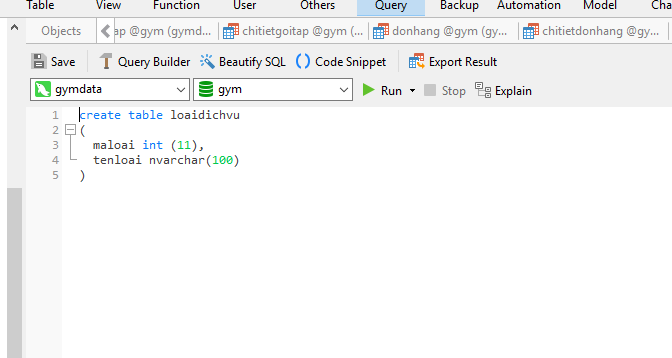 Table View Function User Others Query Backup Automation Model Cha
Objects ap @gym (gymd... chitietgoitap @gym (... donhang @gym (gy... chitietdonhang @gy...
Save Query Builder Beautify SQL () Code Snippet Export Result
gymdata gym Run Stop Explain
1 create table loaidichvu
2 (
3 maloai int (11),
4 tenloai nvarchar(100)
5 )